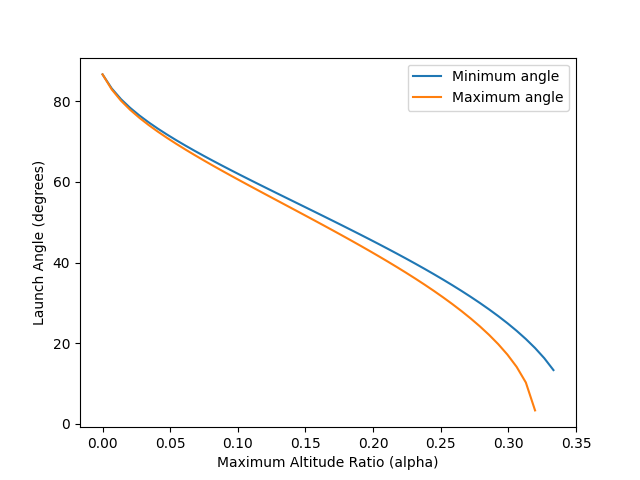 Minimum angle
Maximum angle
80
60
40
20
0
Launch Angle (degrees)
0.00 0.05 0.10 0.15 0.20 0.25 0.30 0.35
Maximum Altitude Ratio (alpha)